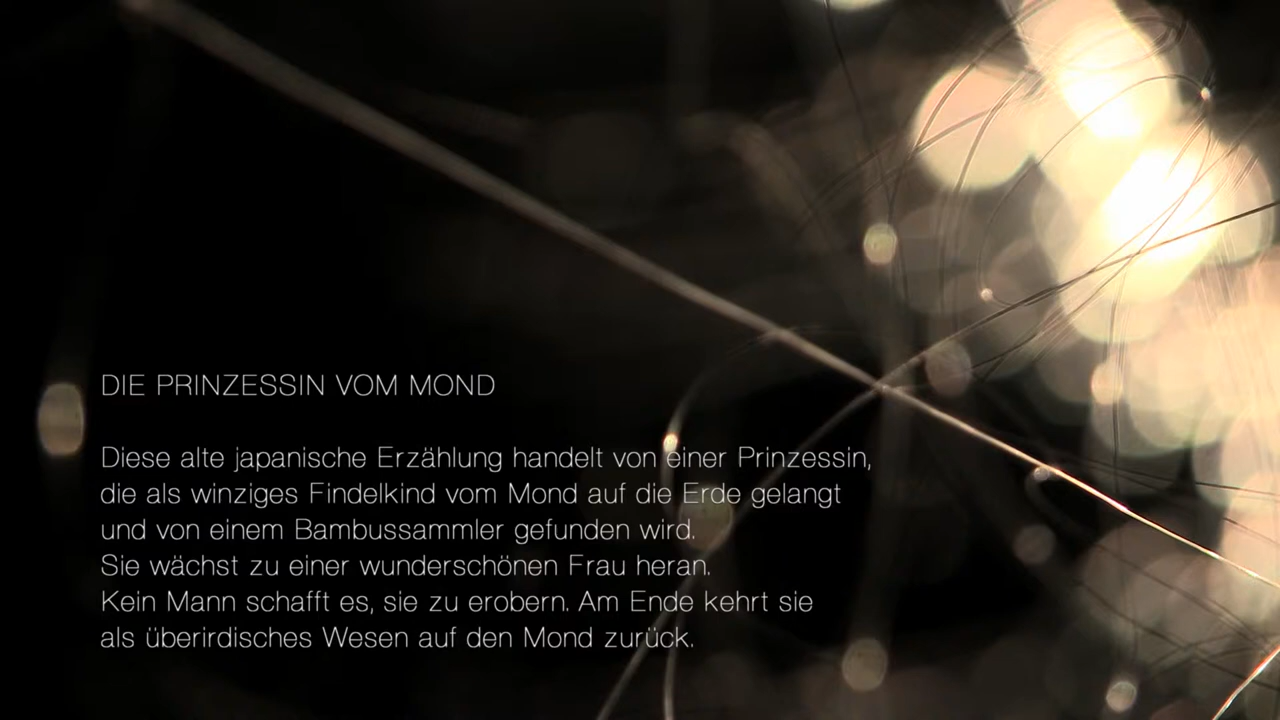 DIE PRINZESSIN VOM MOND
Diese alte japanische Erzählung handelt von einer Prinzessin,
die als winziges Findelkind vom Mond auf die Erde gelangt
und von einem Bambussammler gefunden wird.
Sie wächst zu einer wunderschönen Frau heran.
Kein Mann schafft es, sie zu erobern. Am Ende kehrt sie
als überirdisches Wesen auf den Mond zurück.